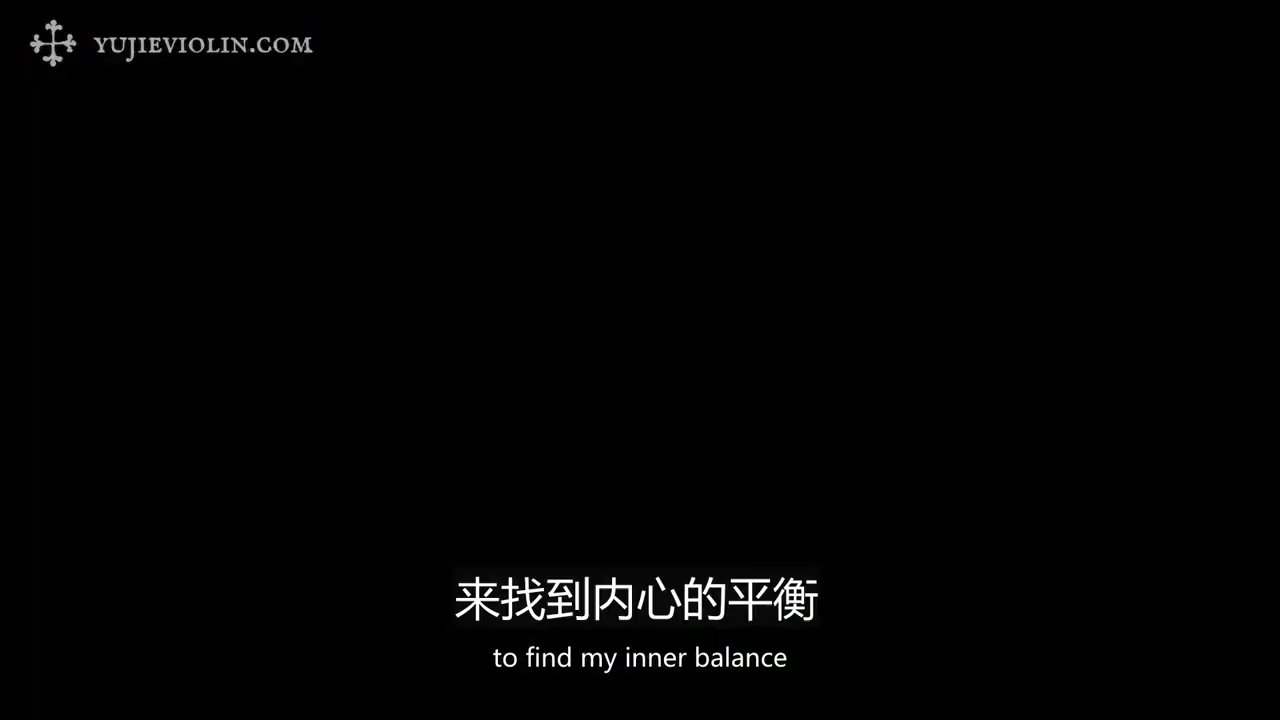 YUJIEVIOLIN.COM
来找到内心的平衡
to find my inner balance